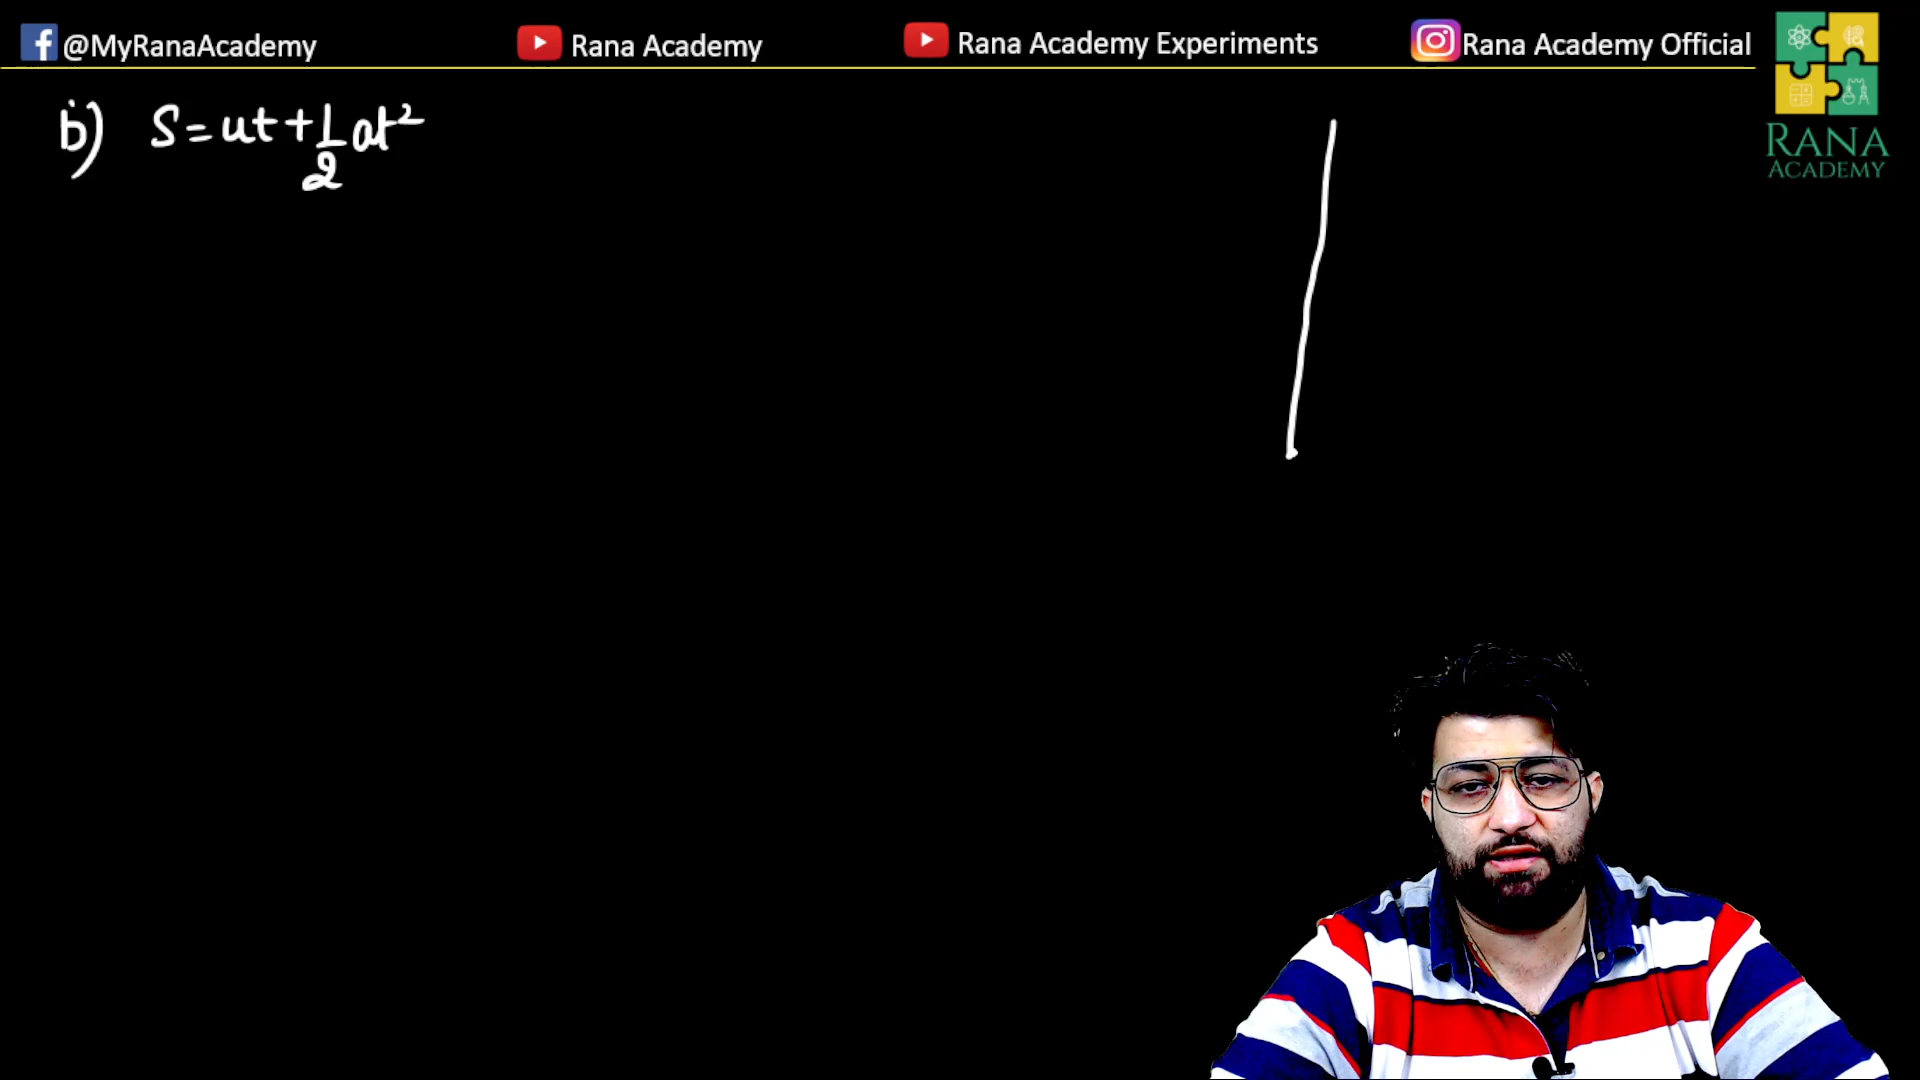 @MyRanaAcademy
Rana Academy
Rana Academy Experiments
Rana Academy Official
RANA
ACADEMY
b) S=ut+1/2 at²